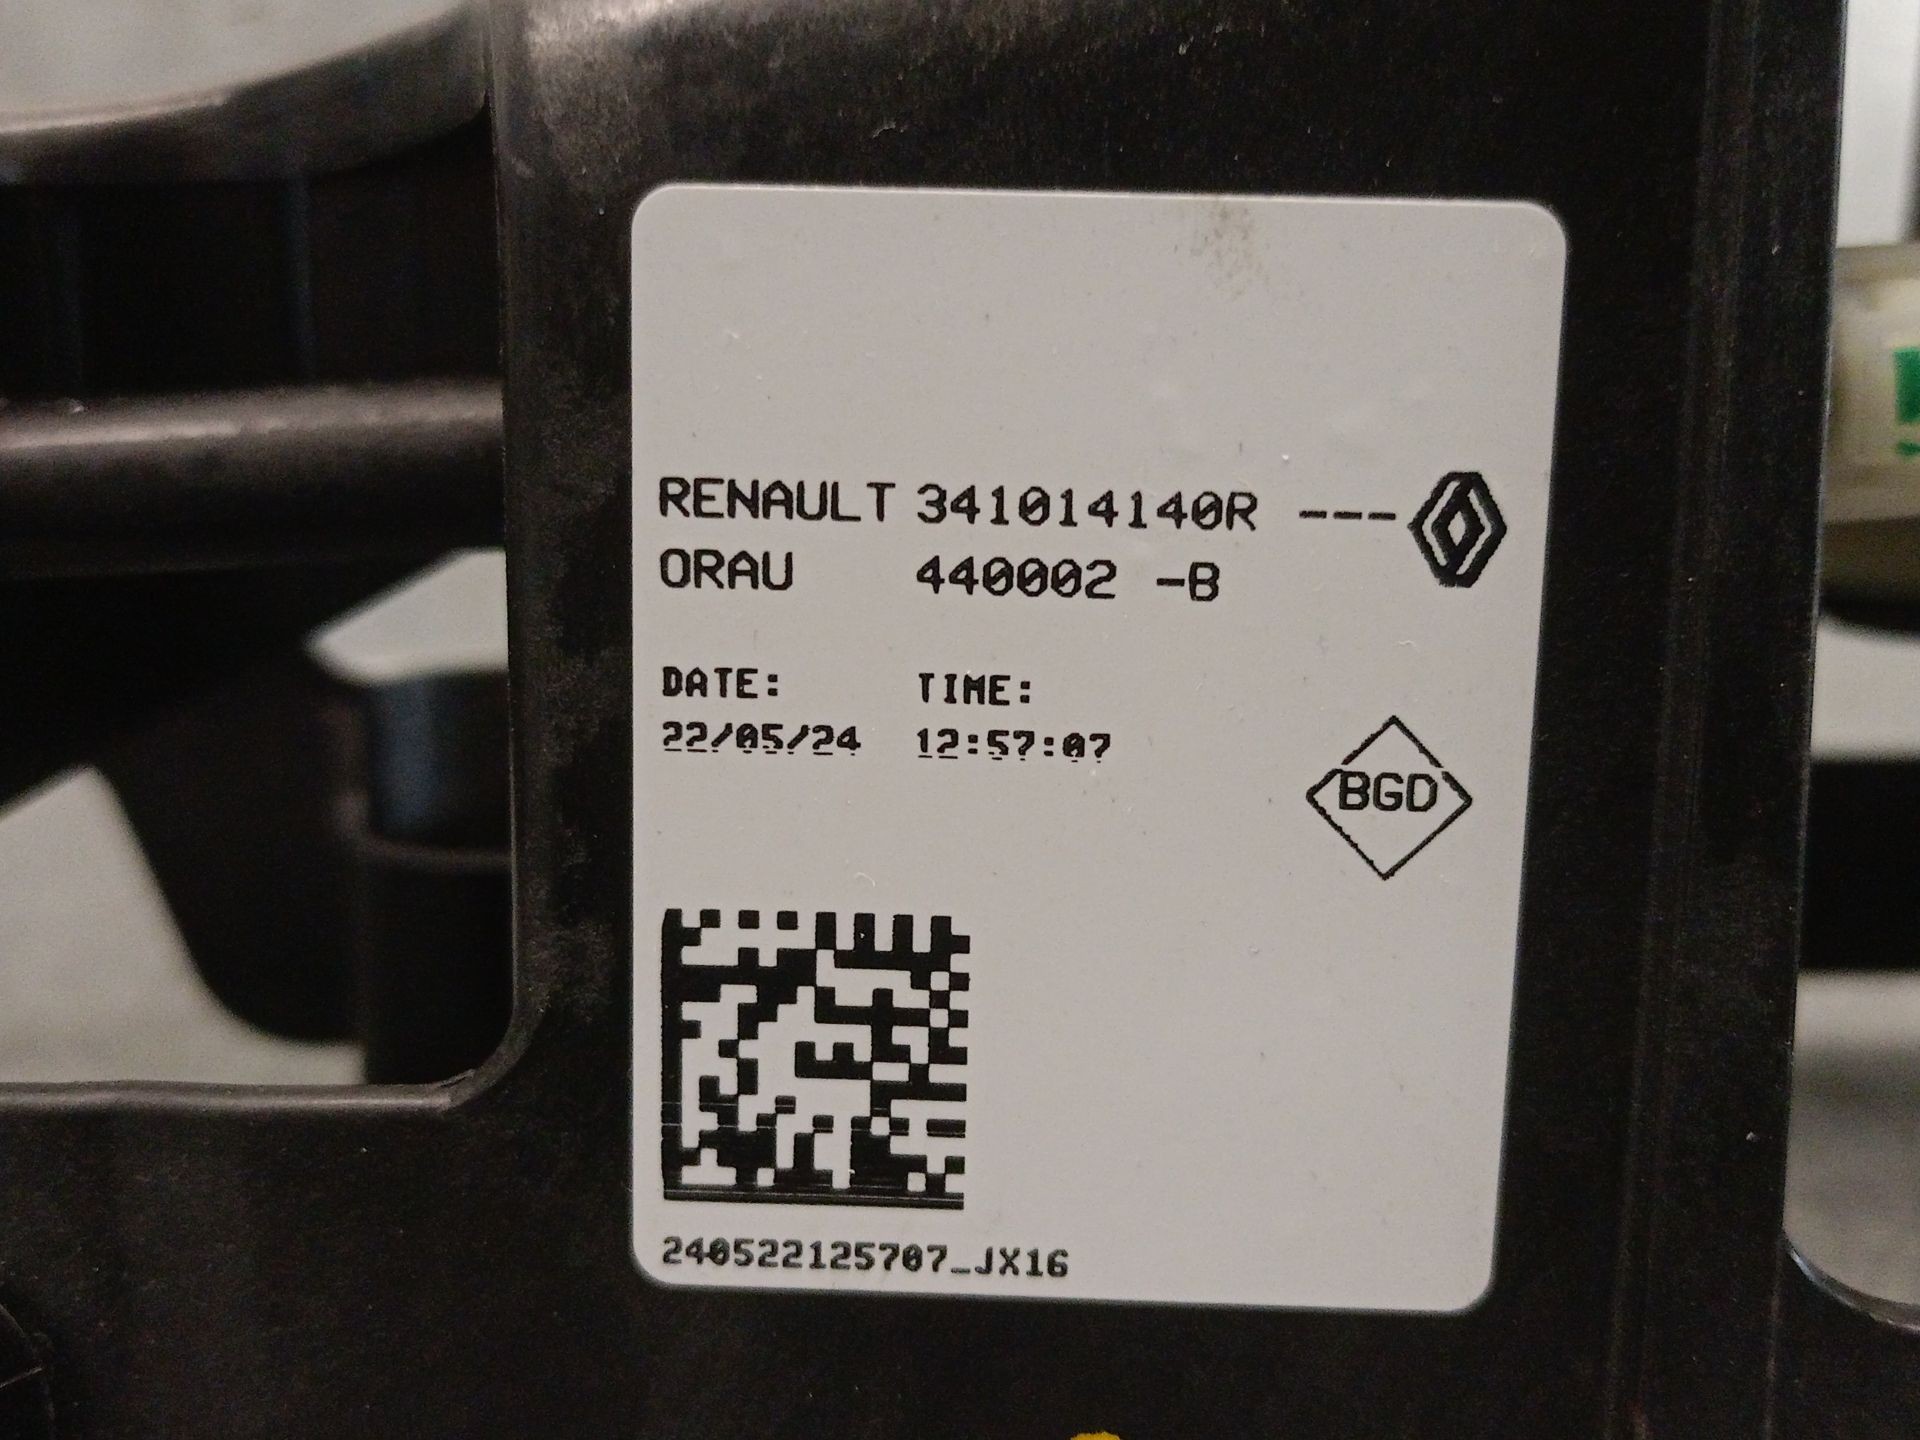 RENAULT 341014140R ---
ORAU 440002 -B
DATE: TIME:
22/05/24 12:57:07
BGD
240522125707_JX16